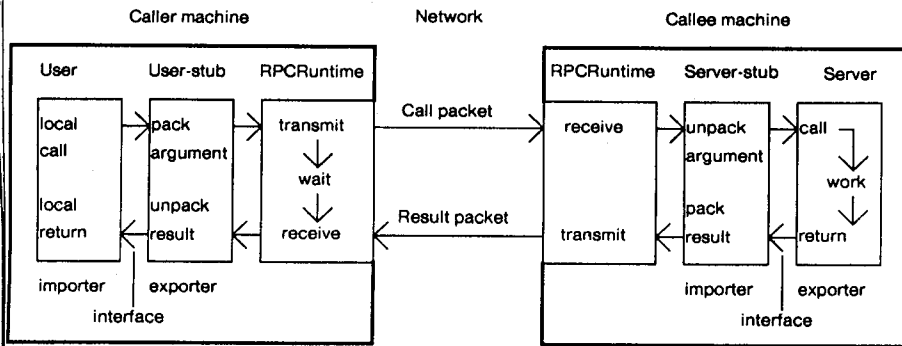 Caller machine
Network
Callee machine
User
User-stub
RPCRuntime
RPCRuntime
Server-stub
Server
local
call
pack
argument
transmit
wait
Call packet
receive
unpack
argument
call
work
local
return
unpack
result
receive
Result packet
transmit
pack
result
return
importer
exporter
interface
importer
exporter
interface